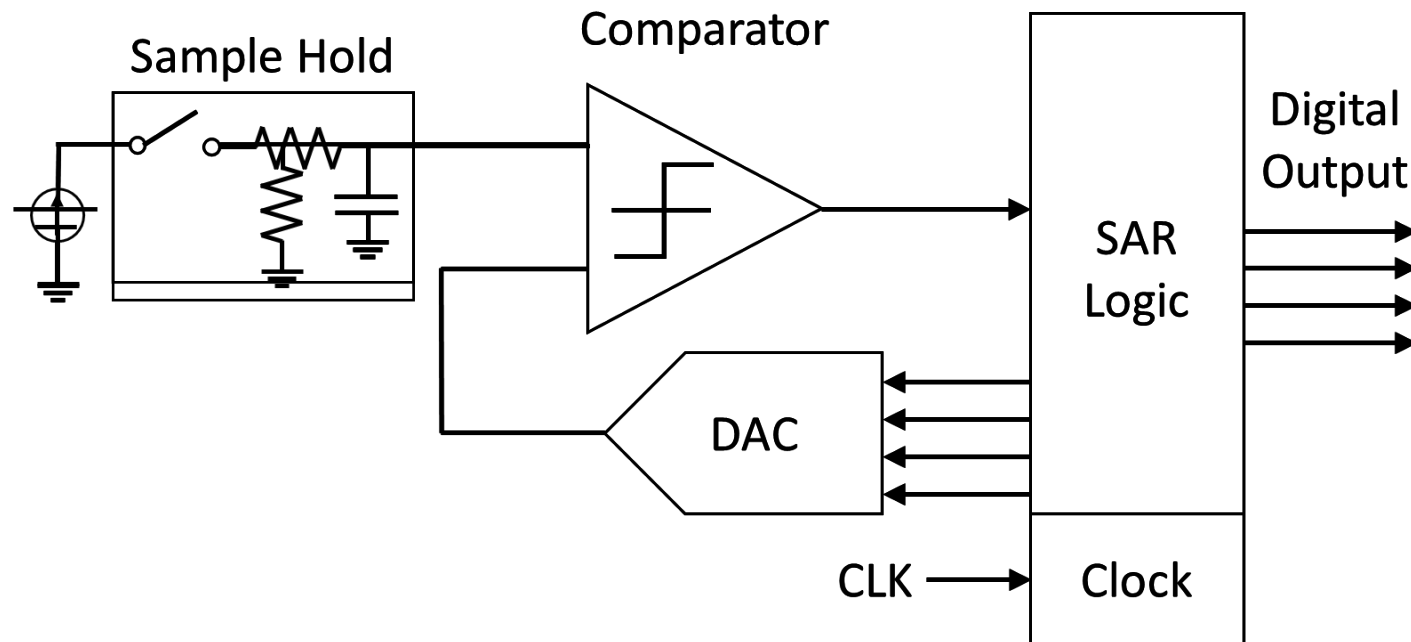 Sample Hold
Comparator
Digital
Output
SAR
Logic
DAC
CLK
Clock